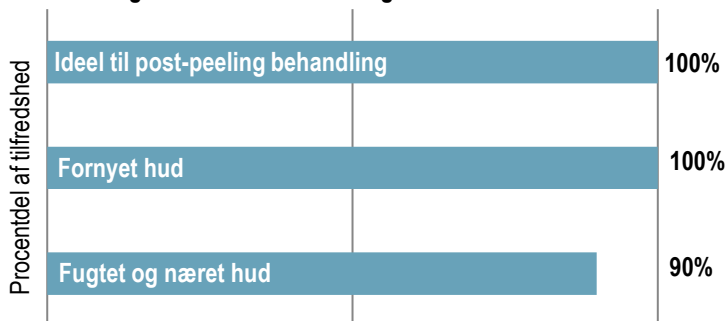 Procentdel af tilfredshed
Ideel til post-peeling behandling 100%
Fornyet hud 100%
Fugtet og næret hud 90%